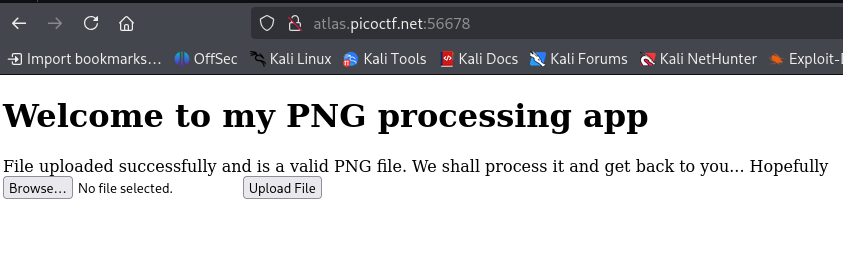 atlas.picoctf.net:56678
Import bookmarks... OffSec Kali Linux Kali Tools Kali Docs Kali Forums Kali NetHunter Exploit-
Welcome to my PNG processing app
File uploaded successfully and is a valid PNG file. We shall process it and get back to you... Hopefully
Browse... No file selected. Upload File